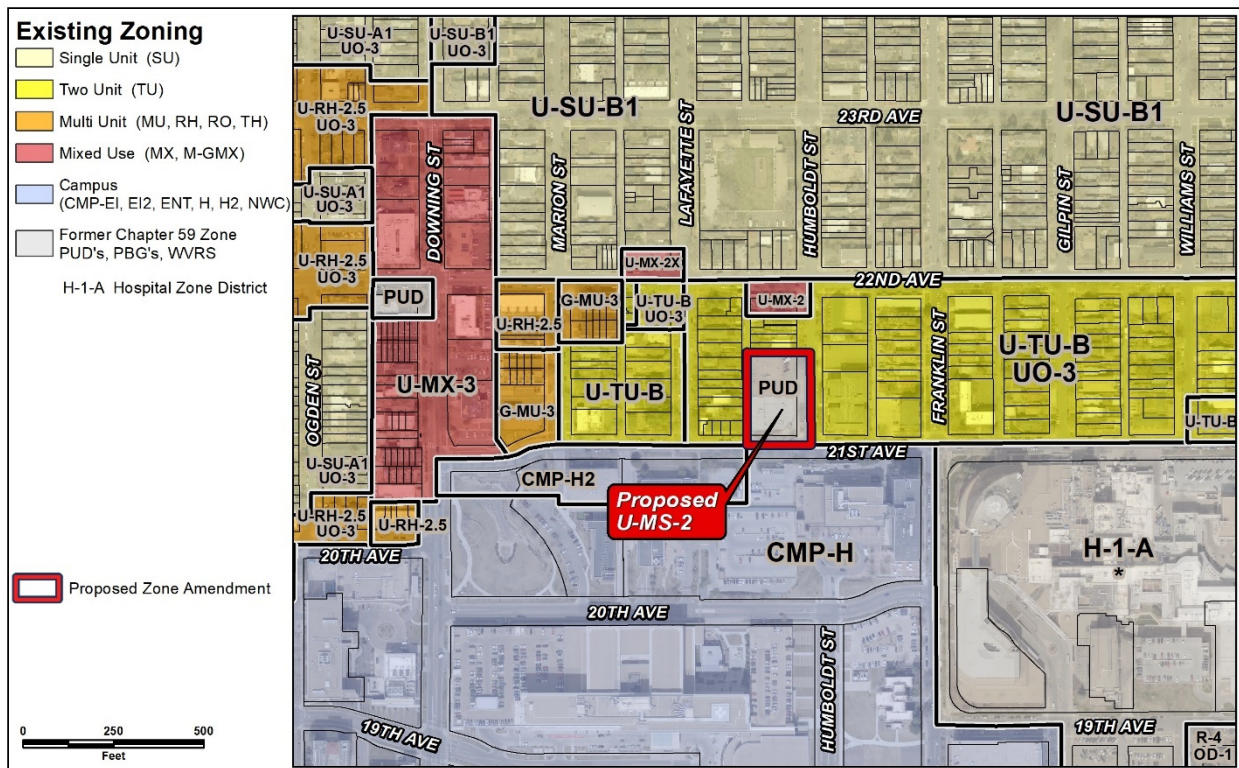 Existing Zoning
Single Unit (SU)
Two Unit (TU)
Multi Unit (MU, RH, RO, TH)
Mixed Use (MX, M-GMX)
Campus
(CMP-EI, EI2, ENT, H, H2, NWC)
Former Chapter 59 Zone
PUD's, PBG's, WVRS
H-1-A Hospital Zone District
Proposed Zone Amendment
0 250 500
Feet
U-SU-A1
UO-3
U-SU-B1
UO-3
U-RH-2.5
UO-3
U-SU-B1
U-SU-B1
23RD AVE
DOWNING ST
MARION ST
LAFAYETTE ST
HUMBOLDT ST
GILPIN ST
WILLIAMS ST
U-SU-A1
UO-3
U-RH-2.5
UO-3
U-MX-2X
22ND AVE
PUD
U-RH-2.5
G-MU-3
U-TU-B
UO-3
U-MX-2
OGDEN ST
U-MX-3
G-MU-3
U-TU-B
PUD
FRANKLIN ST
U-TU-B
UO-3
U-TU-B
21ST AVE
U-SU-A1
UO-3
CMP-H2
U-RH-2.5
UO-3
U-RH-2.5
Proposed
U-MS-2
CMP-H
H-1-A
*
20TH AVE
20TH AVE
HUMBOLDT ST
19TH AVE
19TH AVE
R-4
OD-1